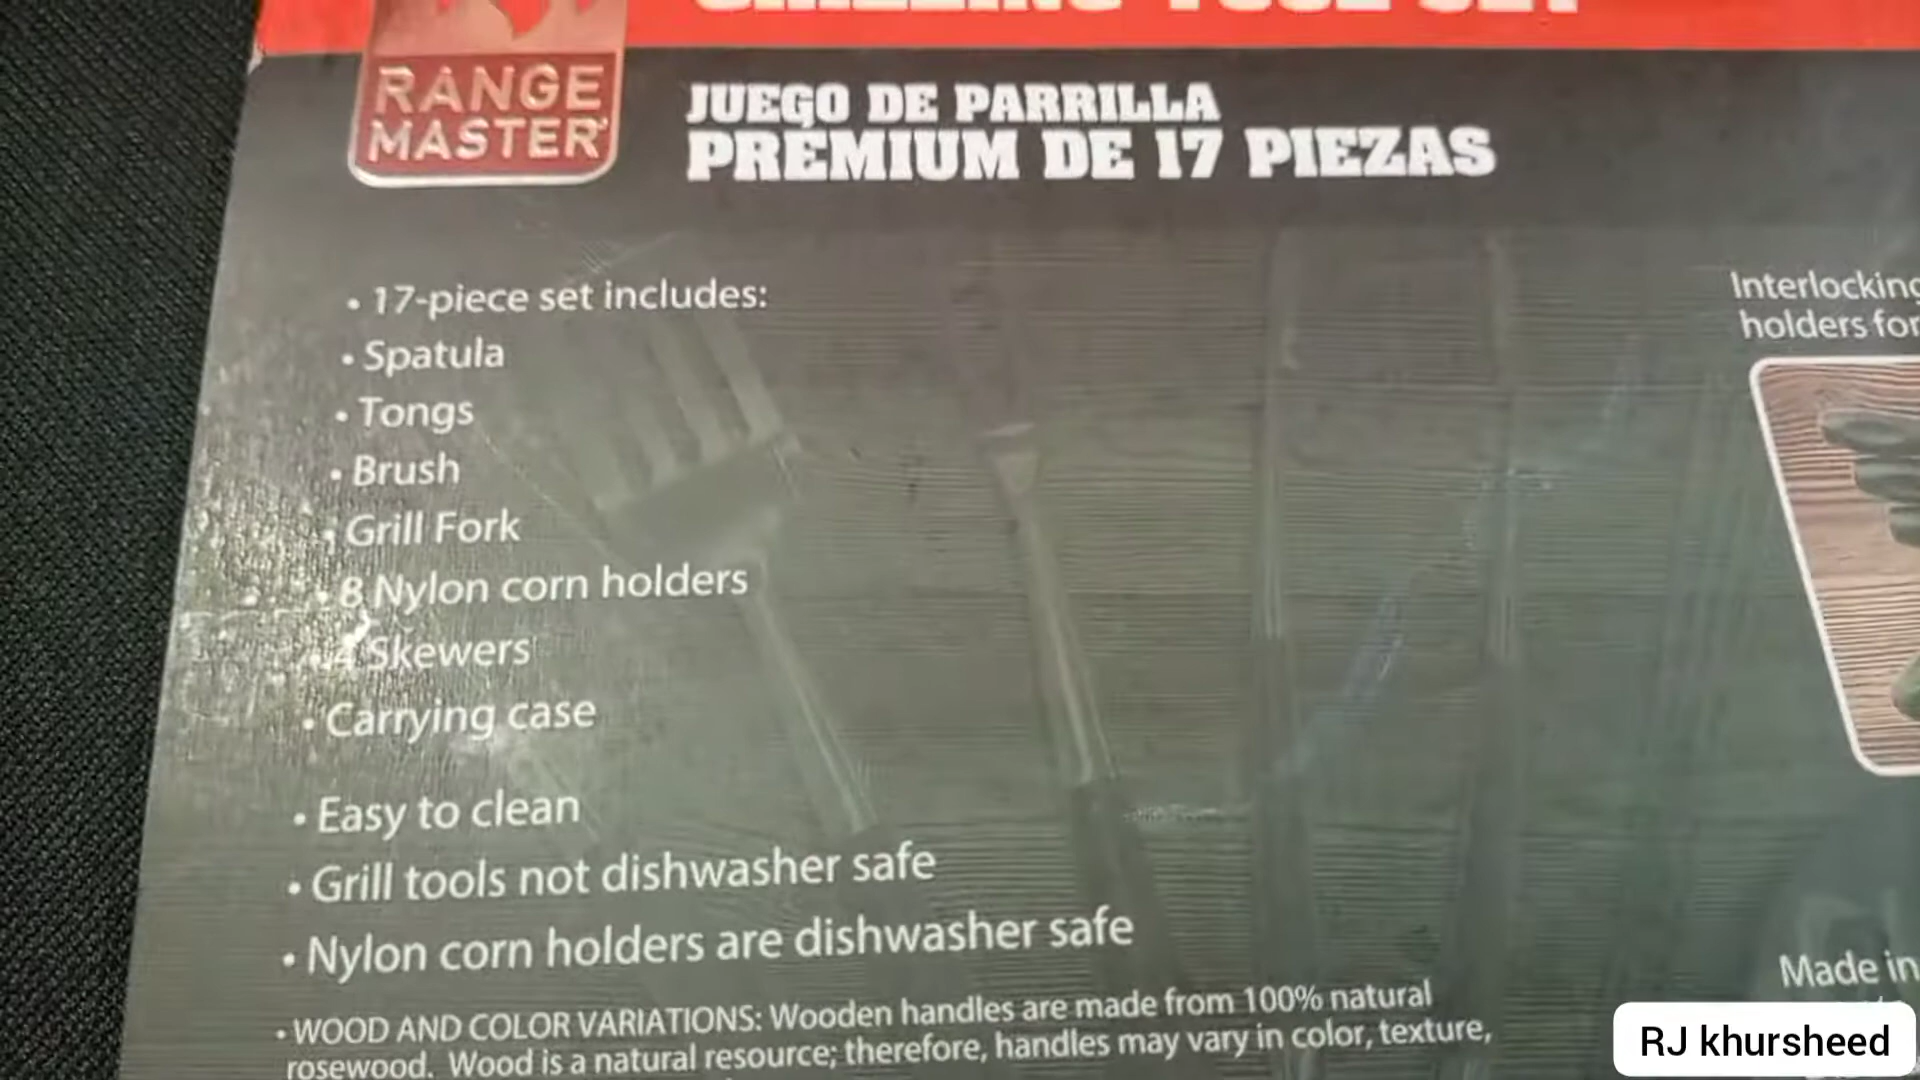 GRILLING TOOL SET
RANGE
MASTER
JUEGO DE PARRILLA
PREMIUM DE 17 PIEZAS
• 17-piece set includes:
• Spatula
• Tongs
• Brush
• Grill Fork
• 8 Nylon corn holders
• 4 Skewers
• Carrying case
• Easy to clean
• Grill tools not dishwasher safe
• Nylon corn holders are dishwasher safe
• WOOD AND COLOR VARIATIONS: Wooden handles are made from 100% natural
rosewood. Wood is a natural resource; therefore, handles may vary in color, texture,
Interlocking
holders for
Made in
RJ khursheed